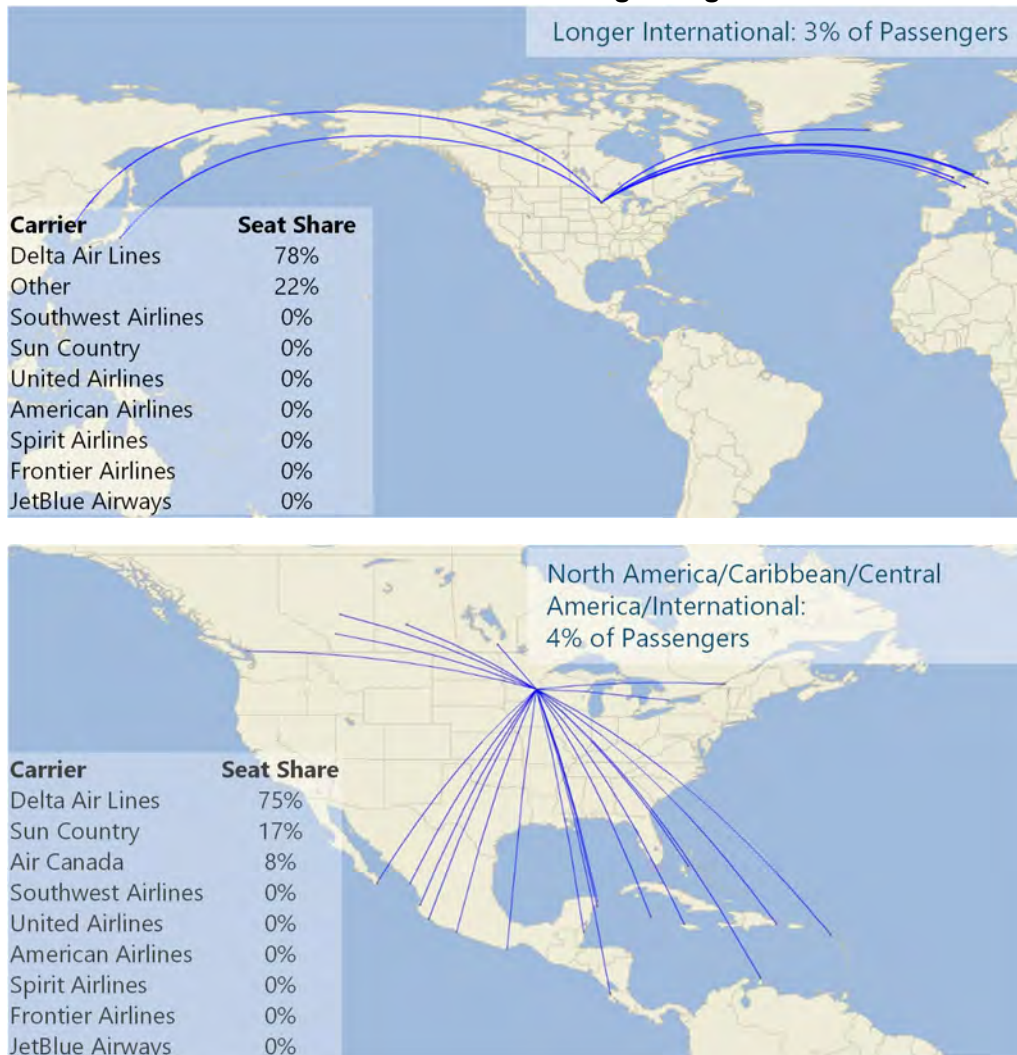 Longer International: 3% of Passengers
Carrier Seat Share
Delta Air Lines 78%
Other 22%
Southwest Airlines 0%
Sun Country 0%
United Airlines 0%
American Airlines 0%
Spirit Airlines 0%
Frontier Airlines 0%
JetBlue Airways 0%
North America/Caribbean/Central
America/International:
4% of Passengers
Carrier Seat Share
Delta Air Lines 75%
Sun Country 17%
Air Canada 8%
Southwest Airlines 0%
United Airlines 0%
American Airlines 0%
Spirit Airlines 0%
Frontier Airlines 0%
JetBlue Airways 0%